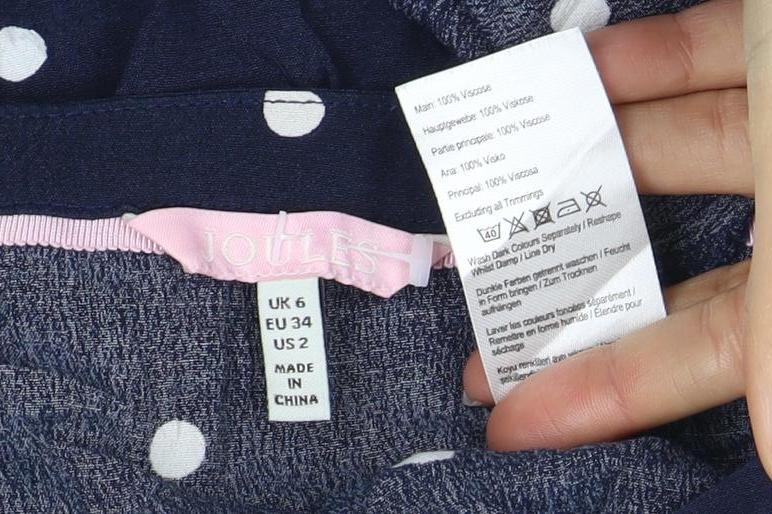 JOULES
UK 6
EU 34
US 2
MADE
IN
CHINA
Main: 100% Viscose
Hauptgewebe: 100% Viskose
Partie principale: 100% Viscose
Ana: 100% Visko
Principal: 100% Viscosa
Excluding all Trimmings
40
Wash Dark Colours Separately / Reshape
Whilst Damp / Line Dry
Dunkle Farben getrennt waschen / Feucht
in Form bringen / Zum Trocknen
aufhängen
Laver les couleurs foncées séparément /
Remettre en forme humide / Étendre pour
séchage
Koyu renkliler